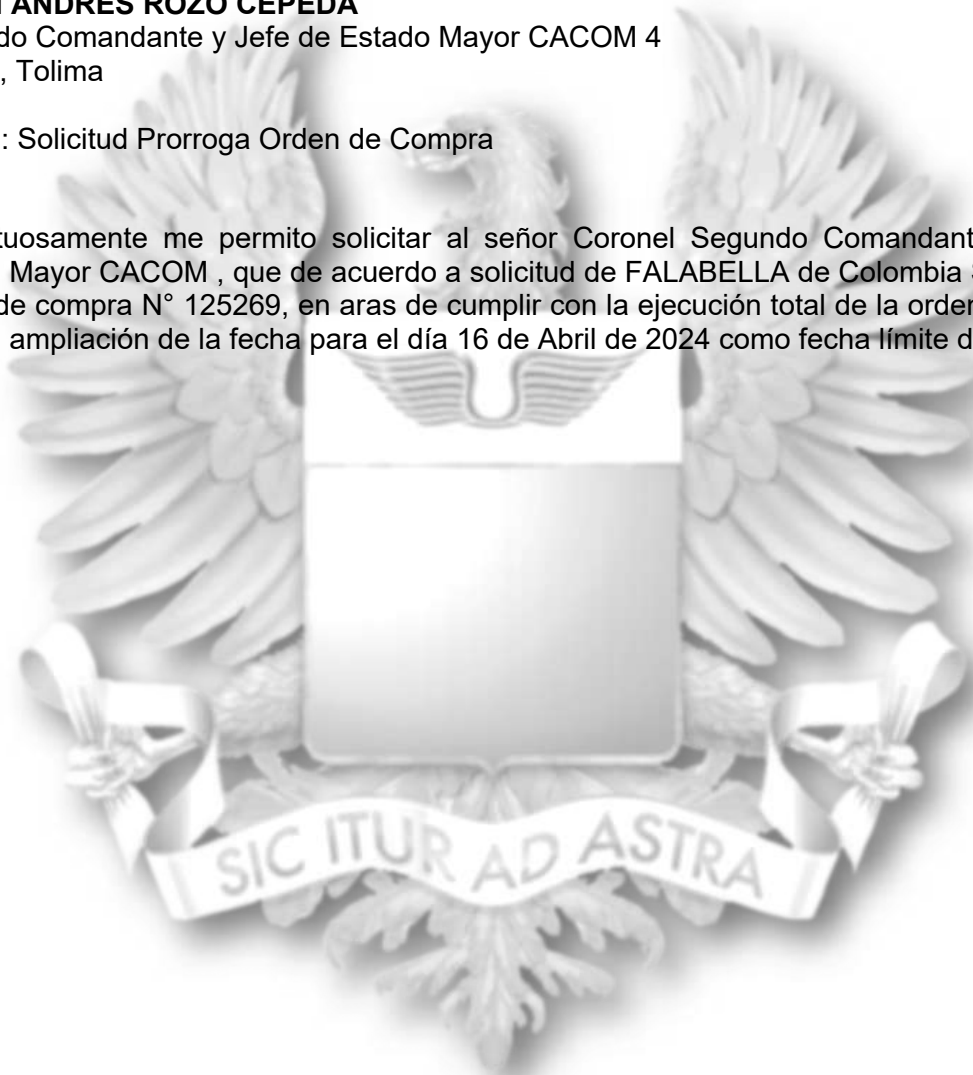 ANDRES ROZO CEPEDA
do Comandante y Jefe de Estado Mayor CACOM 4
, Tolima
: Solicitud Prorroga Orden de Compra
tuosamente me permito solicitar al señor Coronel Segundo Comandant
Mayor CACOM , que de acuerdo a solicitud de FALABELLA de Colombia
de compra N° 125269, en aras de cumplir con la ejecución total de la orden
ampliación de la fecha para el día 16 de Abril de 2024 como fecha límite d
SIC ITUR AD ASTRA